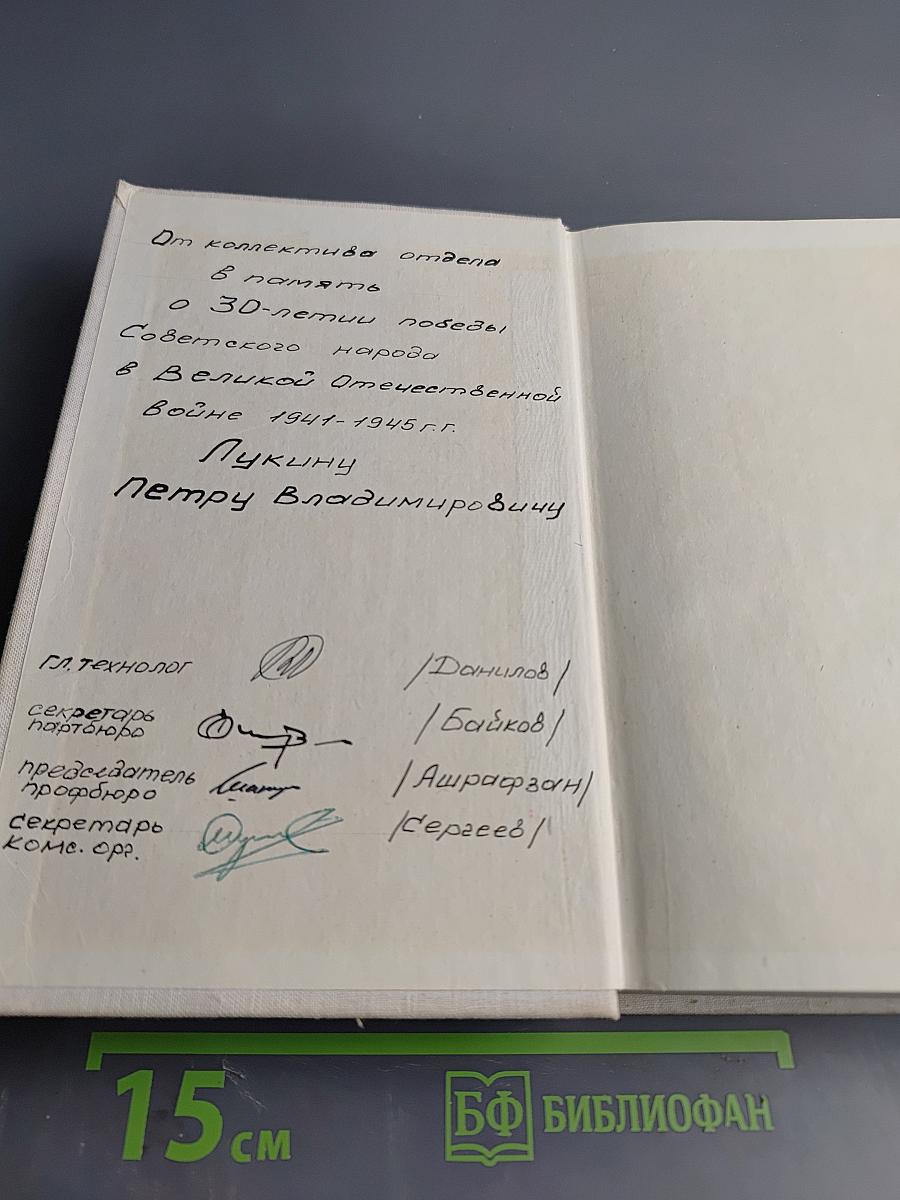 От коллектива отдела
в память
о 30-летии победы
Советского народа
в Великой Отечественной
войне 1941-1945 г.г.
Лукину
Петру Владимировичу
гл. технолог /Данилов/
секретарь
партбюро /Байков/
председатель
профбюро /Ашрафзан/
секретарь
комс. орг. /Сергеев/
15 см
БФ БИБЛИОФАН